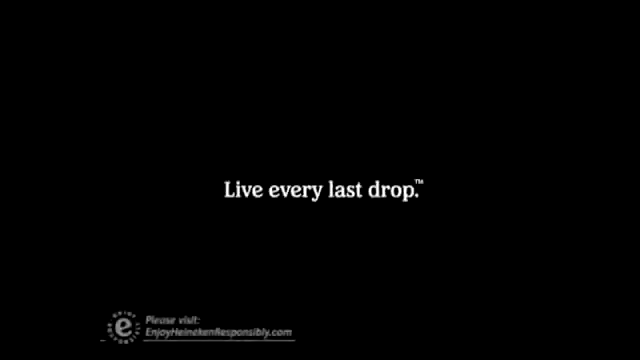 Live every last drop.™
Please visit:
EnjoyHeinekenResponsibly.com